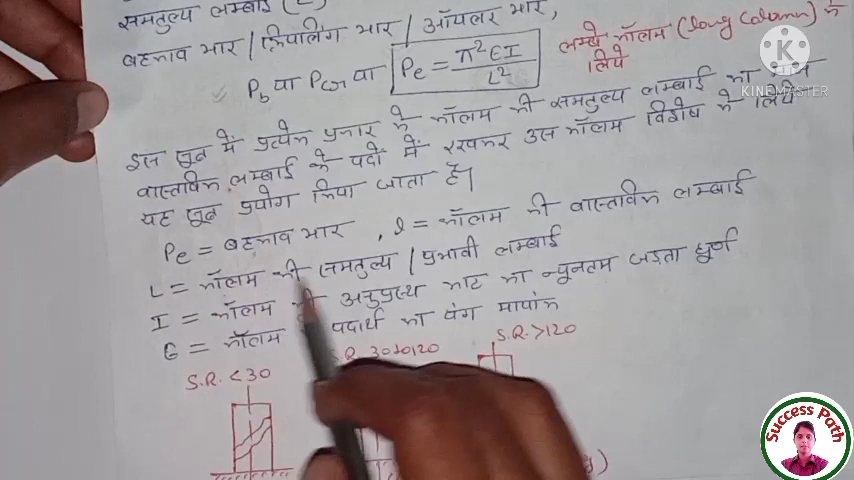 समतुल्य लम्बाई (L)
बहनाव भार / क्रिपलिंग भार / ऑयलर भार,
Pb या Pcr या Pe = π²EI / L² लम्बे कॉलम (long column) के लिये
इस सूत्र में प्रत्येक प्रकार के कॉलम की समतुल्य लम्बाई का मान
वास्तविक लम्बाई के पदों में रखकर उस कॉलम विशेष के लिये
यह सूत्र प्रयोग किया जाता है।
Pe = बहनाव भार , l = कॉलम की वास्तविक लम्बाई
L = कॉलम की समतुल्य / प्रभावी लम्बाई
I = कॉलम की अनुप्रस्थ काट का न्यूनतम जड़ता घूर्ण
E = कॉलम के पदार्थ का यंग मापांक
S.R. < 30 S.R. 30 to 120 S.R. > 120
KINEMASTER
Success Path